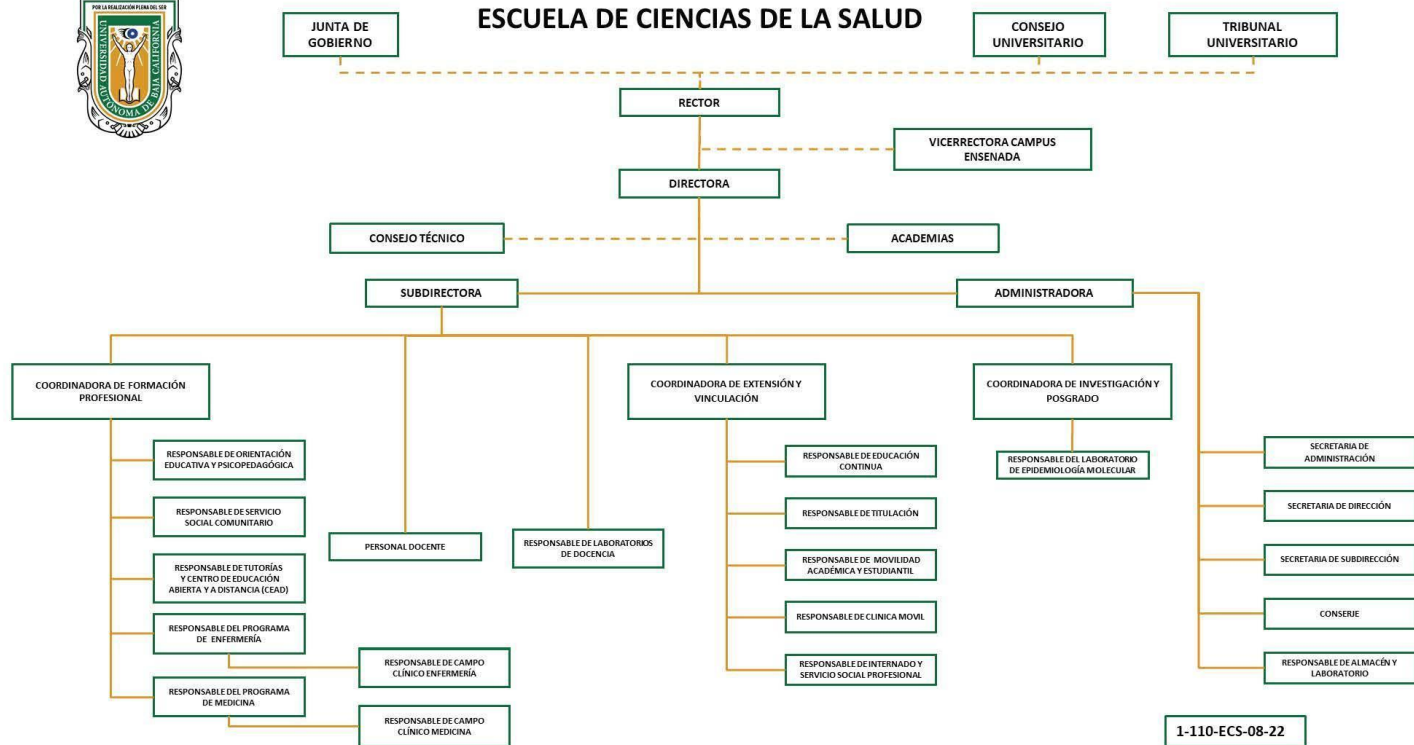 POR LA REALIZACIÓN PLENA DEL SER
UNIVERSIDAD AUTÓNOMA DE BAJA CALIFORNIA
ESCUELA DE CIENCIAS DE LA SALUD
JUNTA DE
GOBIERNO
CONSEJO
UNIVERSITARIO
TRIBUNAL
UNIVERSITARIO
RECTOR
VICERRECTORA CAMPUS
ENSENADA
DIRECTORA
CONSEJO TÉCNICO
ACADEMIAS
SUBDIRECTORA
ADMINISTRADORA
COORDINADORA DE FORMACIÓN
PROFESIONAL
COORDINADORA DE EXTENSIÓN Y
VINCULACIÓN
COORDINADORA DE INVESTIGACIÓN Y
POSGRADO
RESPONSABLE DE ORIENTACIÓN
EDUCATIVA Y PSICOPEDAGÓGICA
RESPONSABLE DE SERVICIO
SOCIAL COMUNITARIO
RESPONSABLE DE TUTORÍAS
Y CENTRO DE EDUCACIÓN
ABIERTA Y A DISTANCIA (CEAD)
RESPONSABLE DEL PROGRAMA
DE ENFERMERÍA
RESPONSABLE DE CAMPO
CLÍNICO ENFERMERÍA
RESPONSABLE DEL PROGRAMA
DE MEDICINA
RESPONSABLE DE CAMPO
CLÍNICO MEDICINA
PERSONAL DOCENTE
RESPONSABLE DE LABORATORIOS
DE DOCENCIA
RESPONSABLE DE EDUCACIÓN
CONTINUA
RESPONSABLE DE TITULACIÓN
RESPONSABLE DE MOVILIDAD
ACADÉMICA Y ESTUDIANTIL
RESPONSABLE DE CLINICA MOVIL
RESPONSABLE DE INTERNADO Y
SERVICIO SOCIAL PROFESIONAL
RESPONSABLE DEL LABORATORIO
DE EPIDEMIOLOGÍA MOLECULAR
SECRETARIA DE
ADMINISTRACIÓN
SECRETARIA DE DIRECCIÓN
SECRETARIA DE SUBDIRECCIÓN
CONSERJE
RESPONSABLE DE ALMACÉN Y
LABORATORIO
1-110-ECS-08-22